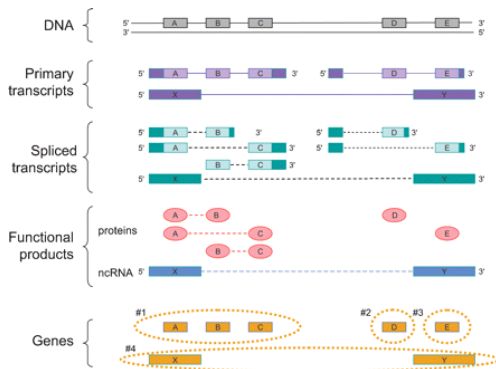 DNA
5' A B C D E
3' 5'
Primary transcripts
5' A B C 3' 5' D E 3'
5' X Y 3'
Spliced transcripts
5' A B 3' 5' D 3'
5' A C 3' 5' E 3'
B C 3'
5' X Y 3'
Functional products
proteins
A B D
A C E
B C
ncRNA 5' X Y 3'
Genes
#1 #2 #3
A B C D E
#4
X Y